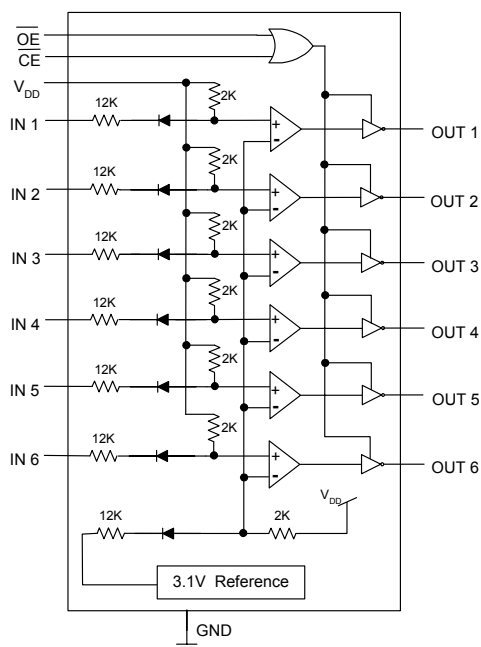 OE
CE
V_DD
12K
2K
IN 1
+
-
OUT 1
12K
2K
IN 2
+
-
OUT 2
12K
2K
IN 3
+
-
OUT 3
12K
2K
IN 4
+
-
OUT 4
12K
2K
IN 5
+
-
OUT 5
12K
2K
IN 6
+
-
OUT 6
V_DD
12K
2K
3.1V Reference
GND